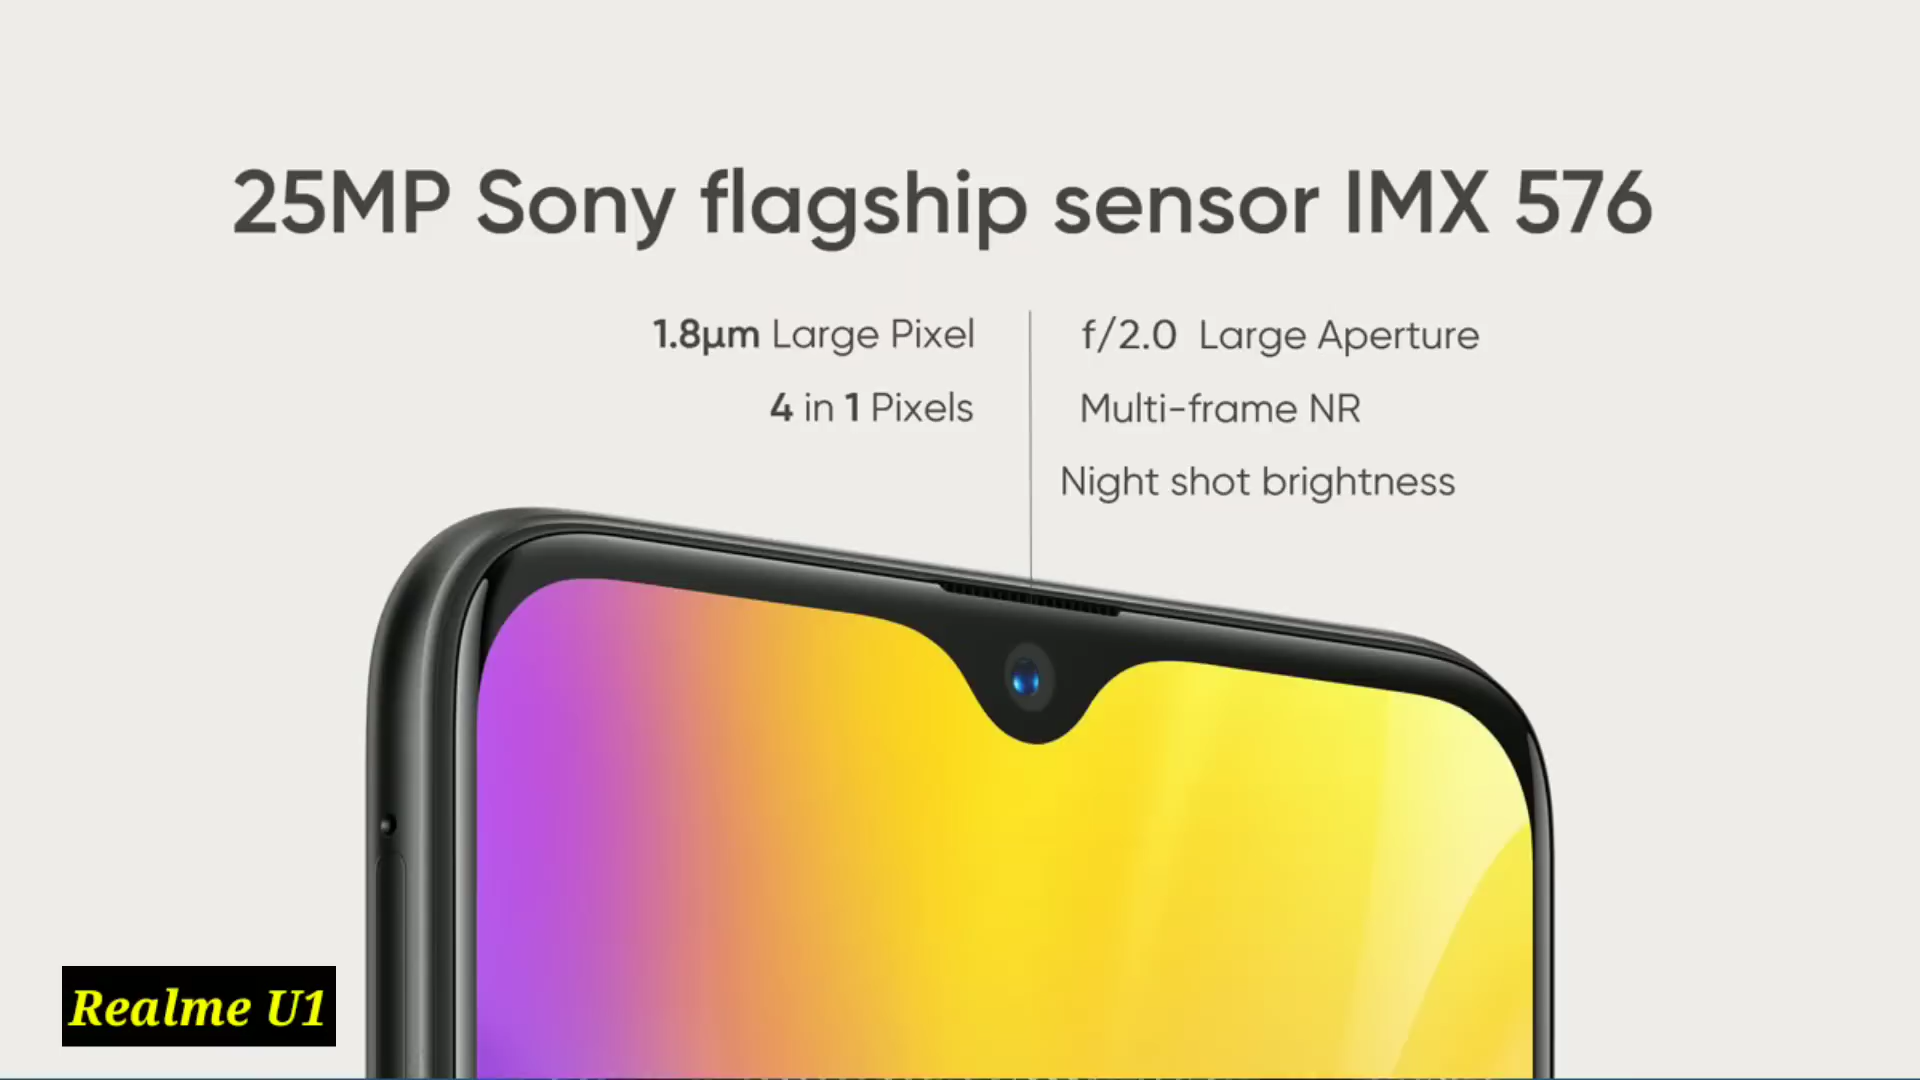 25MP Sony flagship sensor IMX 576
1.8µm Large Pixel
4 in 1 Pixels
f/2.0 Large Aperture
Multi-frame NR
Night shot brightness
Realme U1